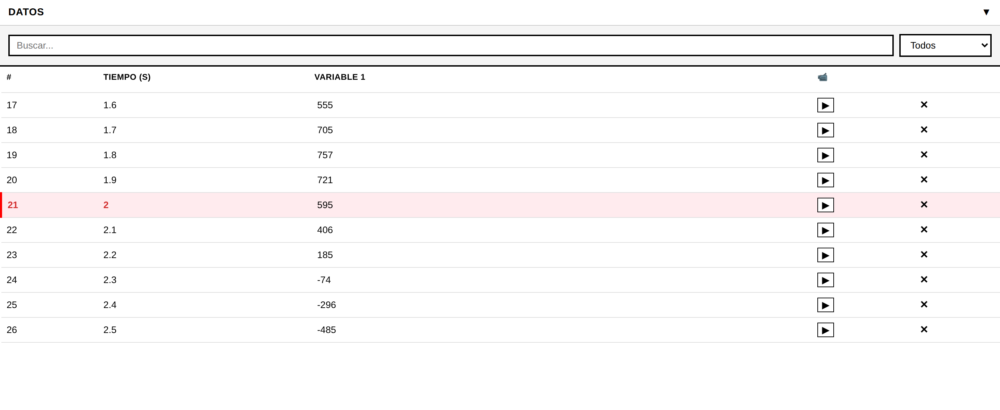 DATOS ▼
Buscar... Todos
# TIEMPO (S) VARIABLE 1
17 1.6 555 ▶ ×
18 1.7 705 ▶ ×
19 1.8 757 ▶ ×
20 1.9 721 ▶ ×
21 2 595 ▶ ×
22 2.1 406 ▶ ×
23 2.2 185 ▶ ×
24 2.3 -74 ▶ ×
25 2.4 -296 ▶ ×
26 2.5 -485 ▶ ×